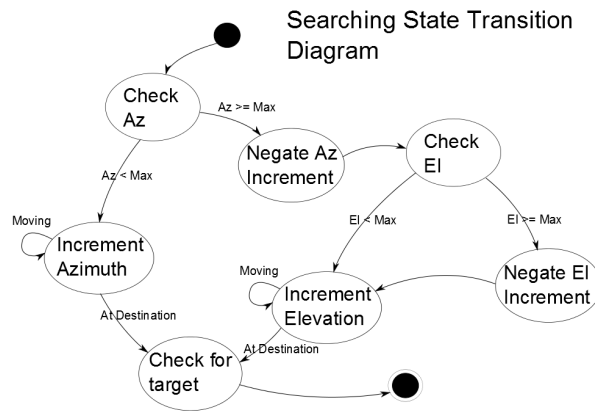 Searching State Transition
Diagram
Check
Az
Az >= Max
Negate Az
Increment
Check
El
Az < Max
El < Max
El >= Max
Moving
Increment
Azimuth
Moving
Increment
Elevation
Negate El
Increment
At Destination
At Destination
Check for
target